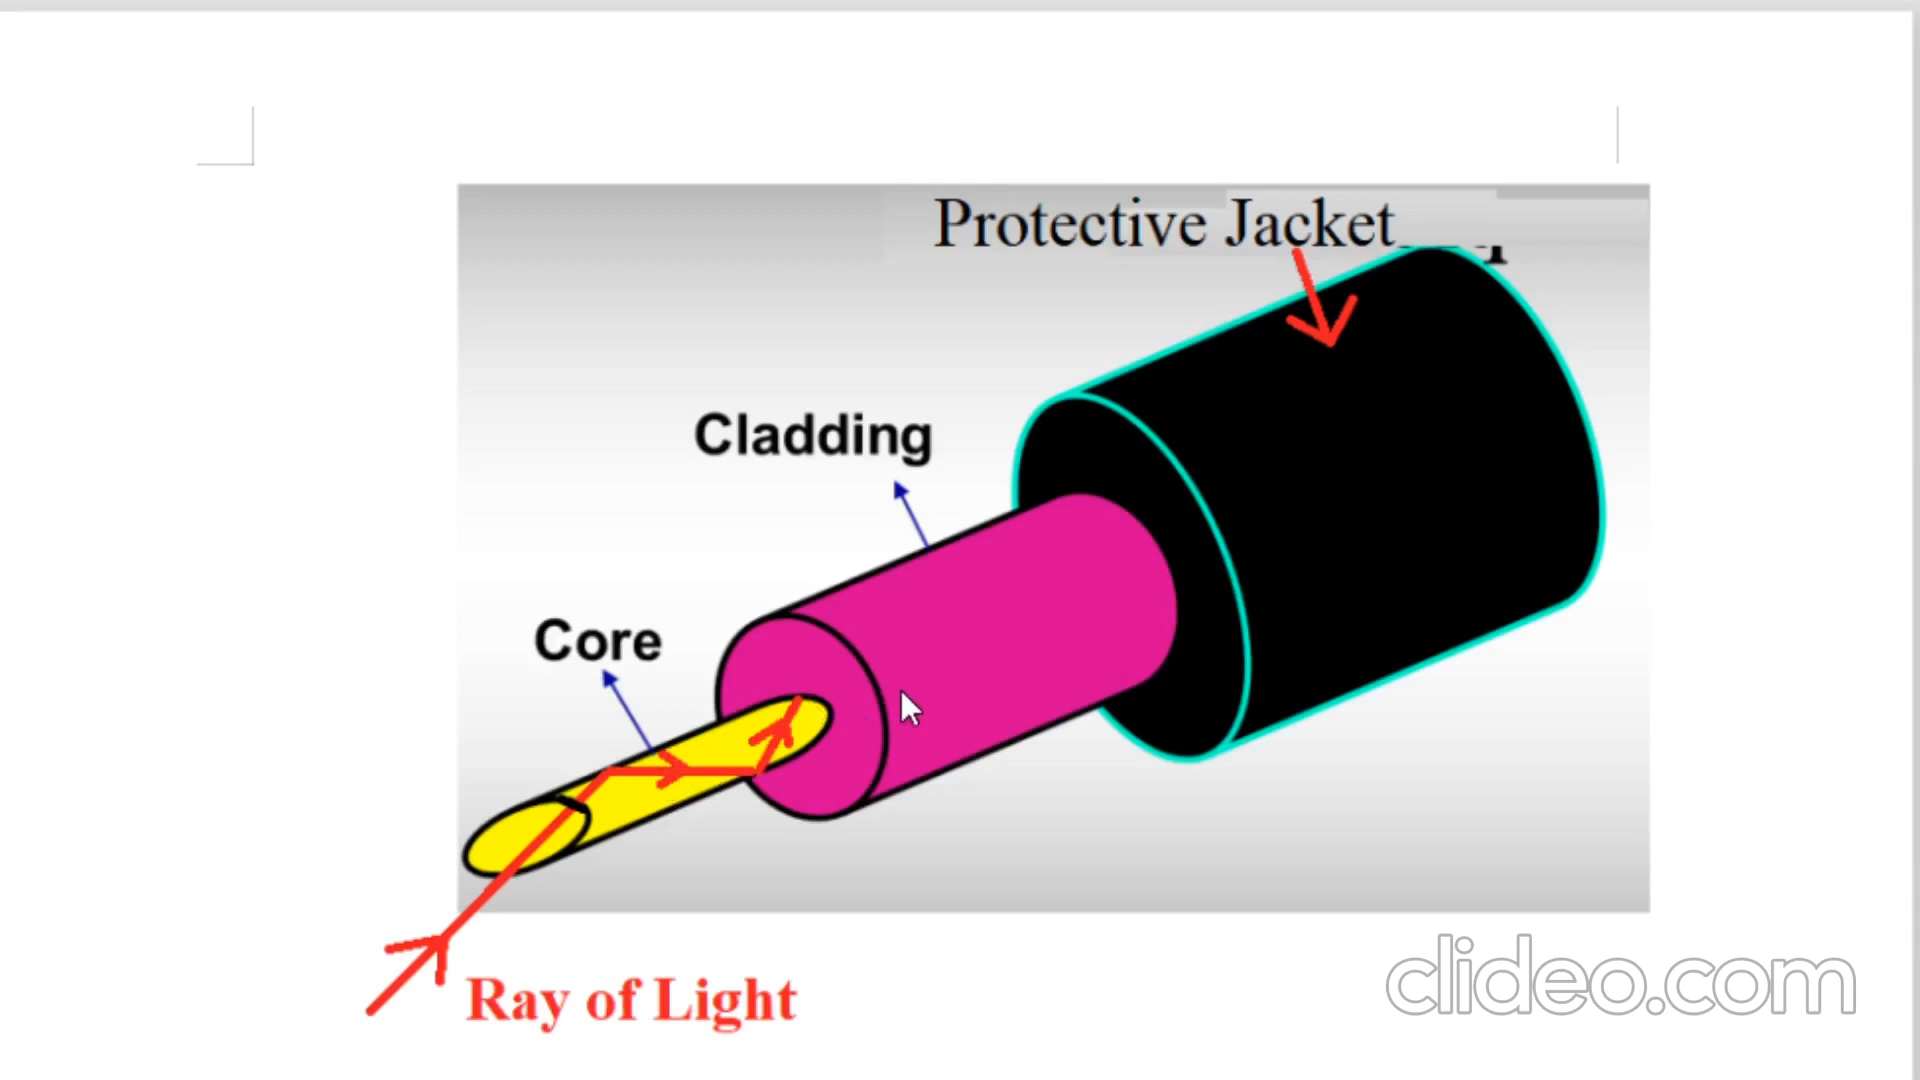 Protective Jacket
Cladding
Core
Ray of Light
clideo.com